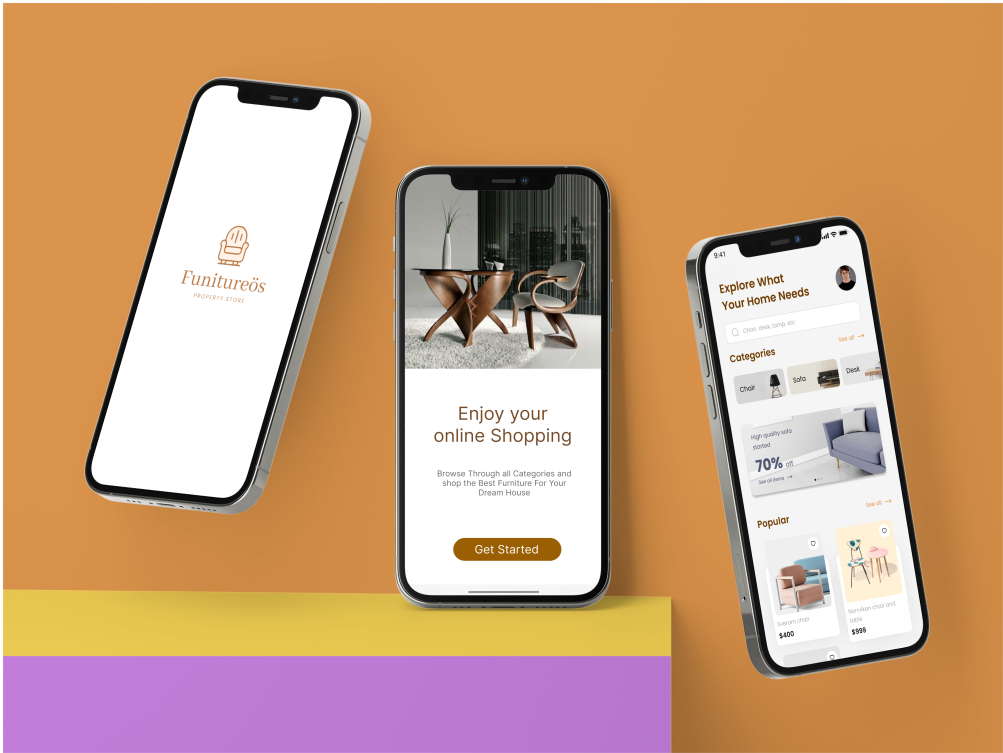 Funitureös
PROPERTY STORE
Enjoy your
online Shopping
Browse Through all Categories and
shop the Best Furniture For Your
Dream House
Get Started
9:41
Explore What
Your Home Needs
Chair, desk, lamp, etc
See all →
Categories
Chair
Sofa
Desk
High quality sofa
started
70% off
See all items →
See all →
Popular
Sverom chair
$400
Norrviken chair and
table
$999